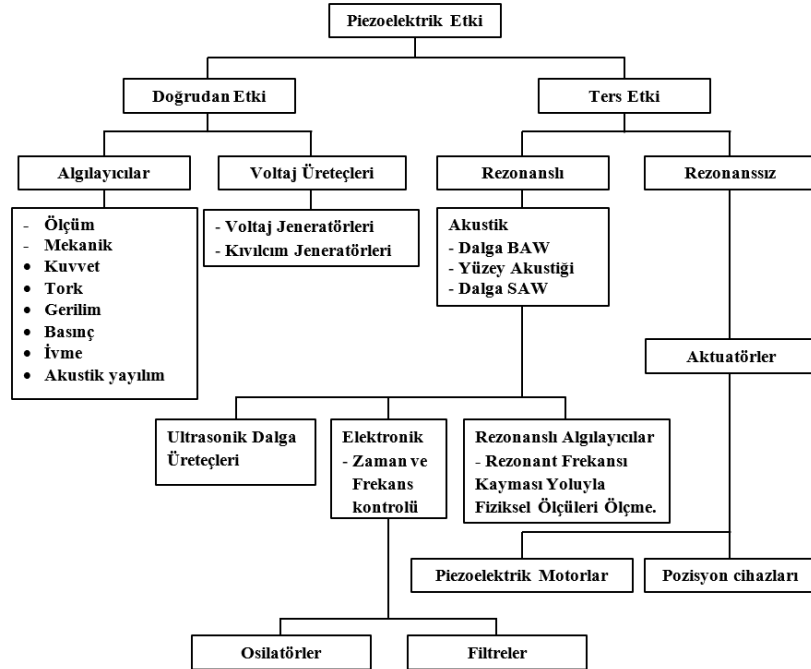 Piezoelektrik Etki
Doğrudan Etki
Ters Etki
Algılayıcılar
Voltaj Üreteçleri
Rezonanslı
Rezonanssız
- Ölçüm
- Mekanik
• Kuvvet
• Tork
• Gerilim
• Basınç
• İvme
• Akustik yayılım
- Voltaj Jeneratörleri
- Kıvılcım Jeneratörleri
Akustik
- Dalga BAW
- Yüzey Akustiği
- Dalga SAW
Aktuatörler
Ultrasonik Dalga
Üreteçleri
Elektronik
- Zaman ve
Frekans
kontrolü
Rezonanslı Algılayıcılar
- Rezonant Frekansı
Kayması Yoluyla
Fiziksel Ölçüleri Ölçme.
Piezoelektrik Motorlar
Pozisyon cihazları
Osilatörler
Filtreler